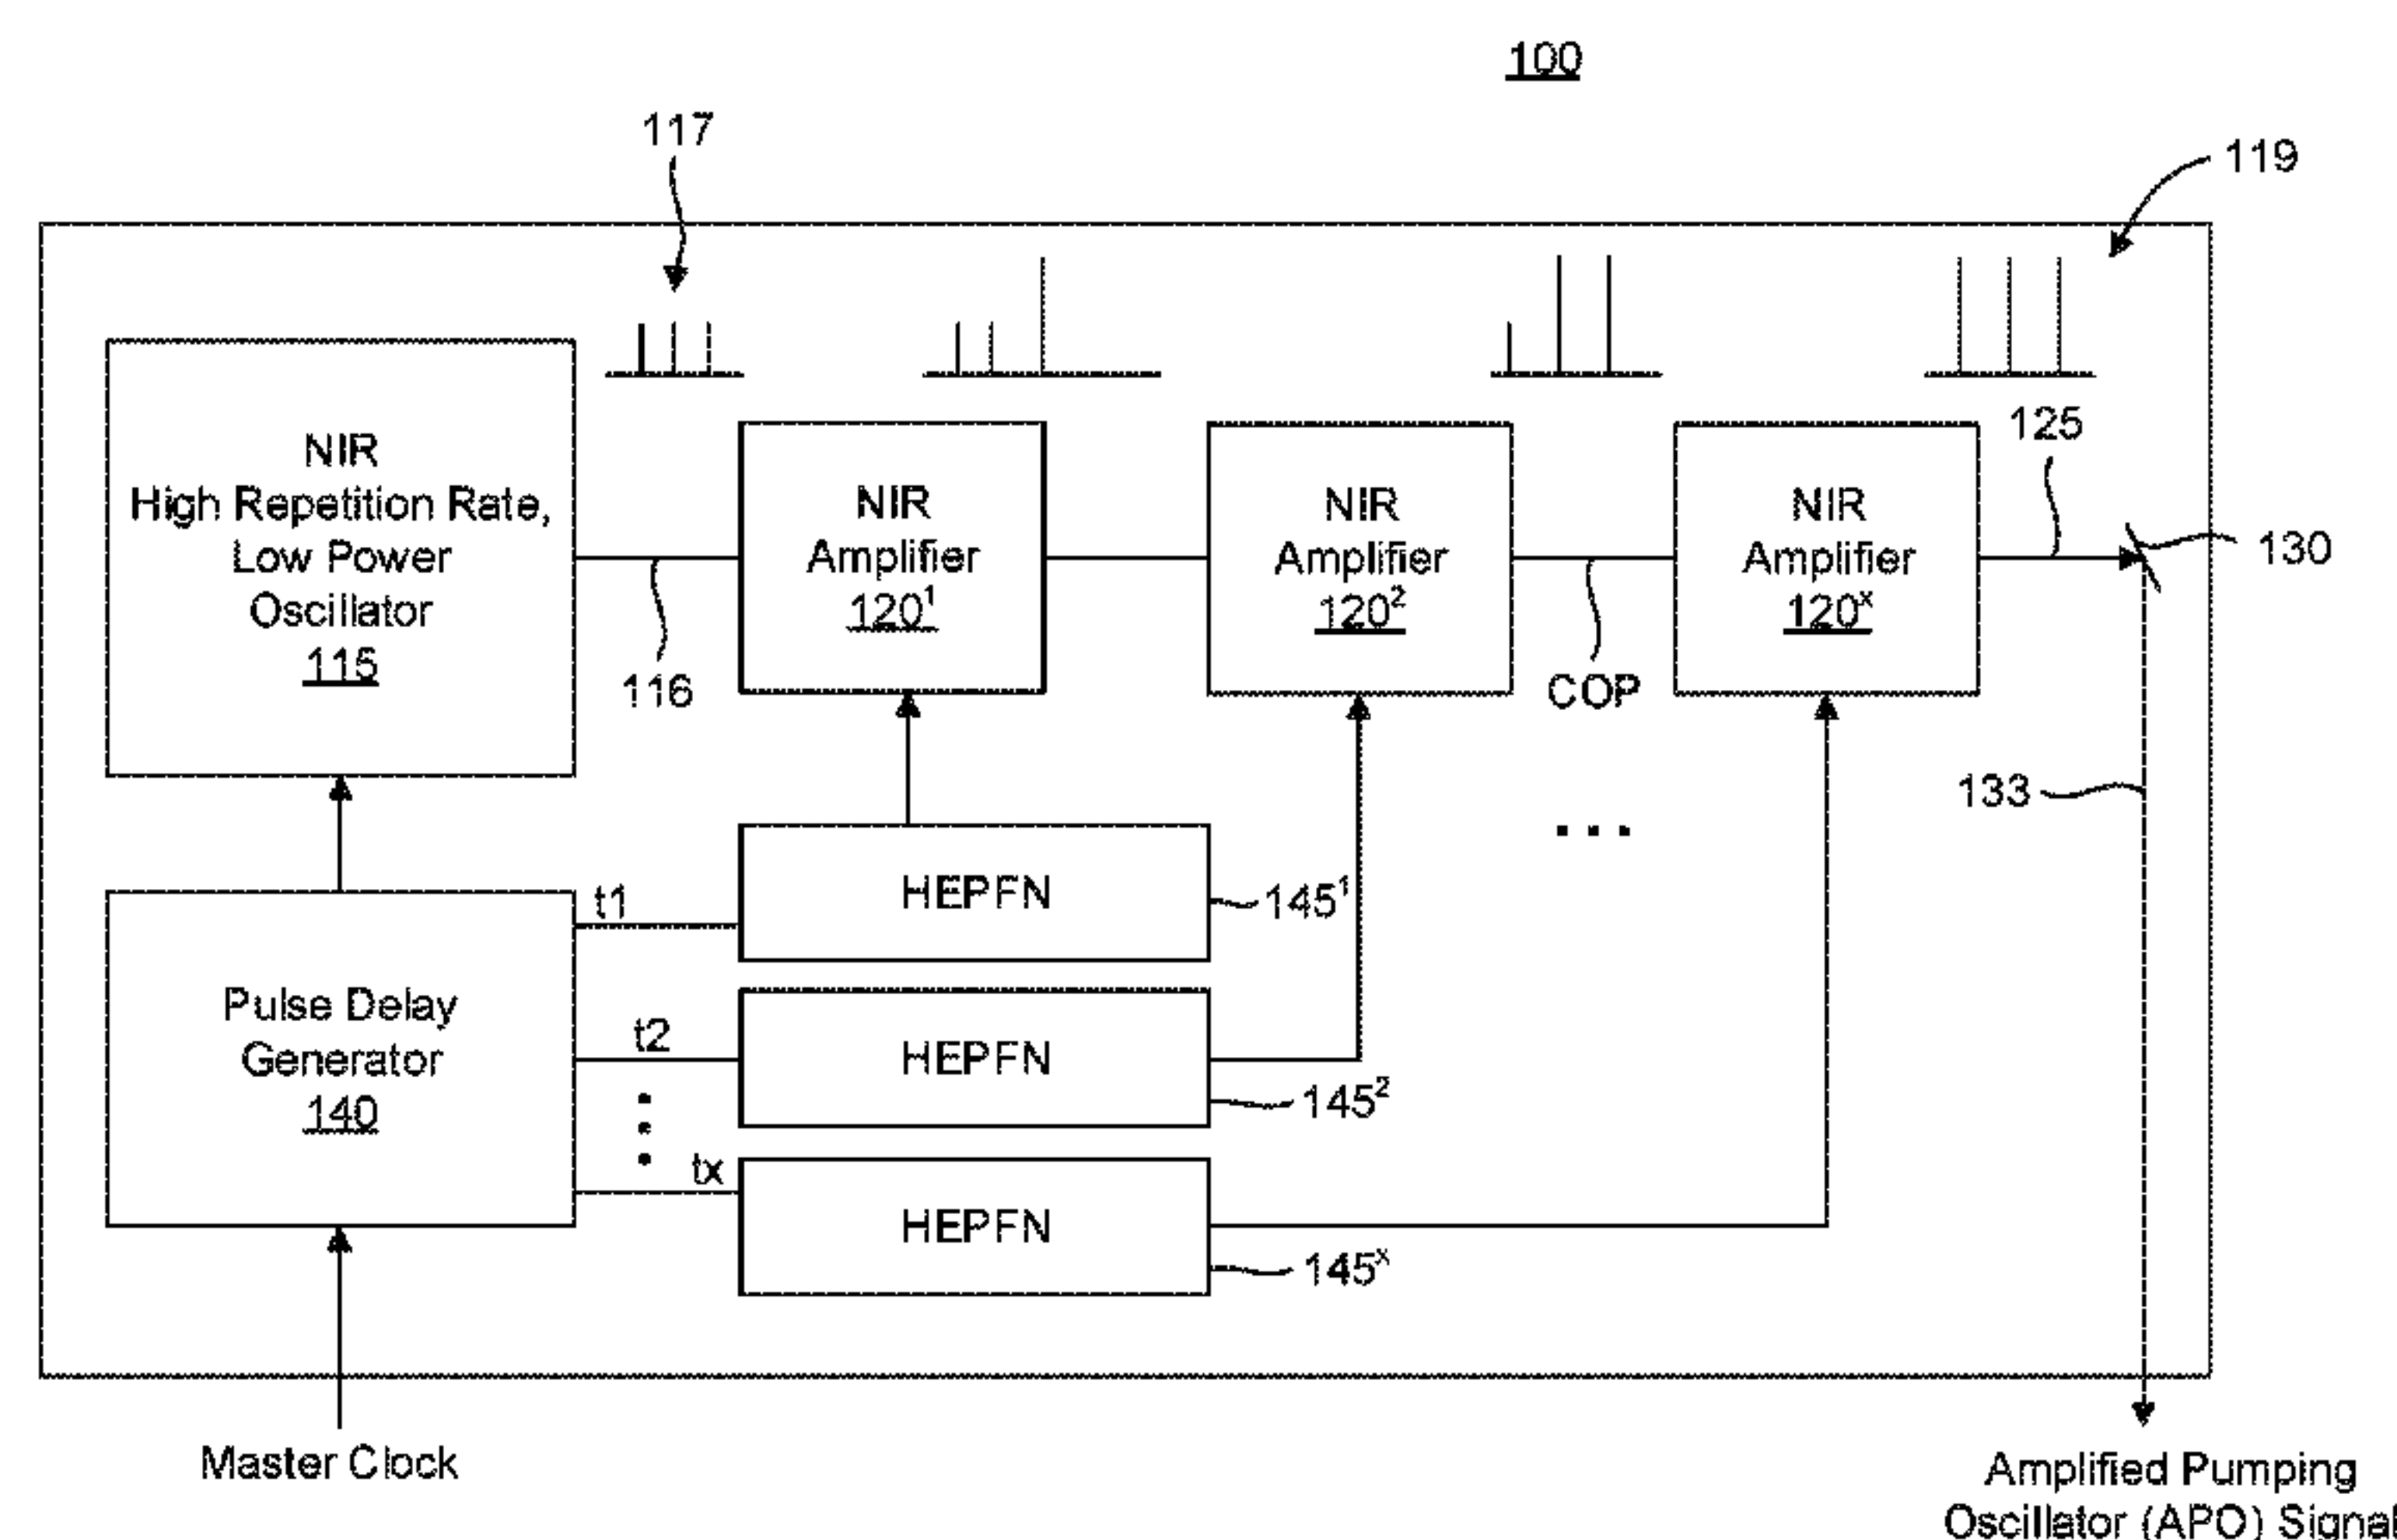 100
117
119
NIR
High Repetition Rate,
Low Power
Oscillator
115
116
NIR
Amplifier
120¹
NIR
Amplifier
120²
COP
NIR
Amplifier
120ˣ
125
130
133
...
Pulse Delay
Generator
140
t1
t2
tx
HEPFN
145¹
HEPFN
145²
HEPFN
145ˣ
Master Clock
Amplified Pumping
Oscillator (APO) Signal